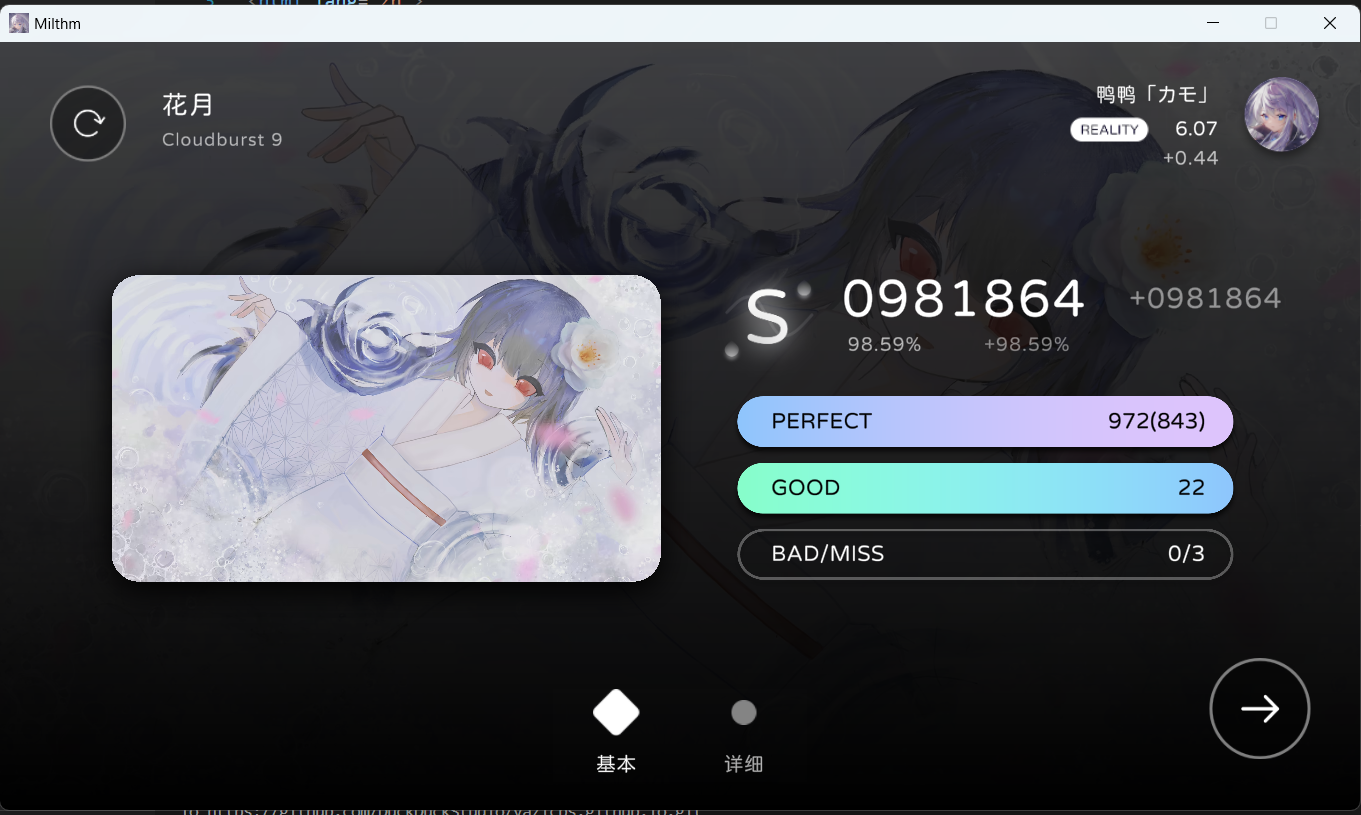 Milthm
花月
Cloudburst 9
鸭鸭「カモ」
REALITY 6.07
+0.44
S 0981864 +0981864
98.59% +98.59%
PERFECT 972(843)
GOOD 22
BAD/MISS 0/3
基本 详细